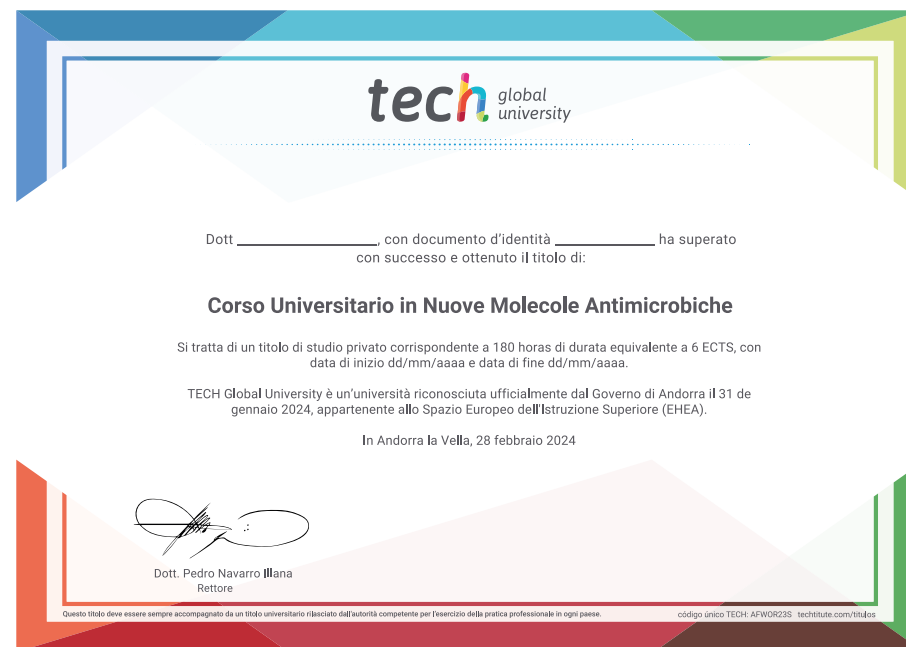 tech global university
Dott ____________, con documento d'identità ____________ ha superato
con successo e ottenuto il titolo di:
Corso Universitario in Nuove Molecole Antimicrobiche
Si tratta di un titolo di studio privato corrispondente a 180 horas di durata equivalente a 6 ECTS, con
data di inizio dd/mm/aaaa e data di fine dd/mm/aaaa.
TECH Global University è un'università riconosciuta ufficialmente dal Governo di Andorra il 31 de
gennaio 2024, appartenente allo Spazio Europeo dell'Istruzione Superiore (EHEA).
In Andorra la Vella, 28 febbraio 2024
Dott. Pedro Navarro Illana
Rettore
Questo titolo deve essere sempre accompagnato da un titolo universitario rilasciato dall'autorità competente per l'esercizio della pratica professionale in ogni paese.
código único TECH: AFWOR23S techtitute.com/titulos